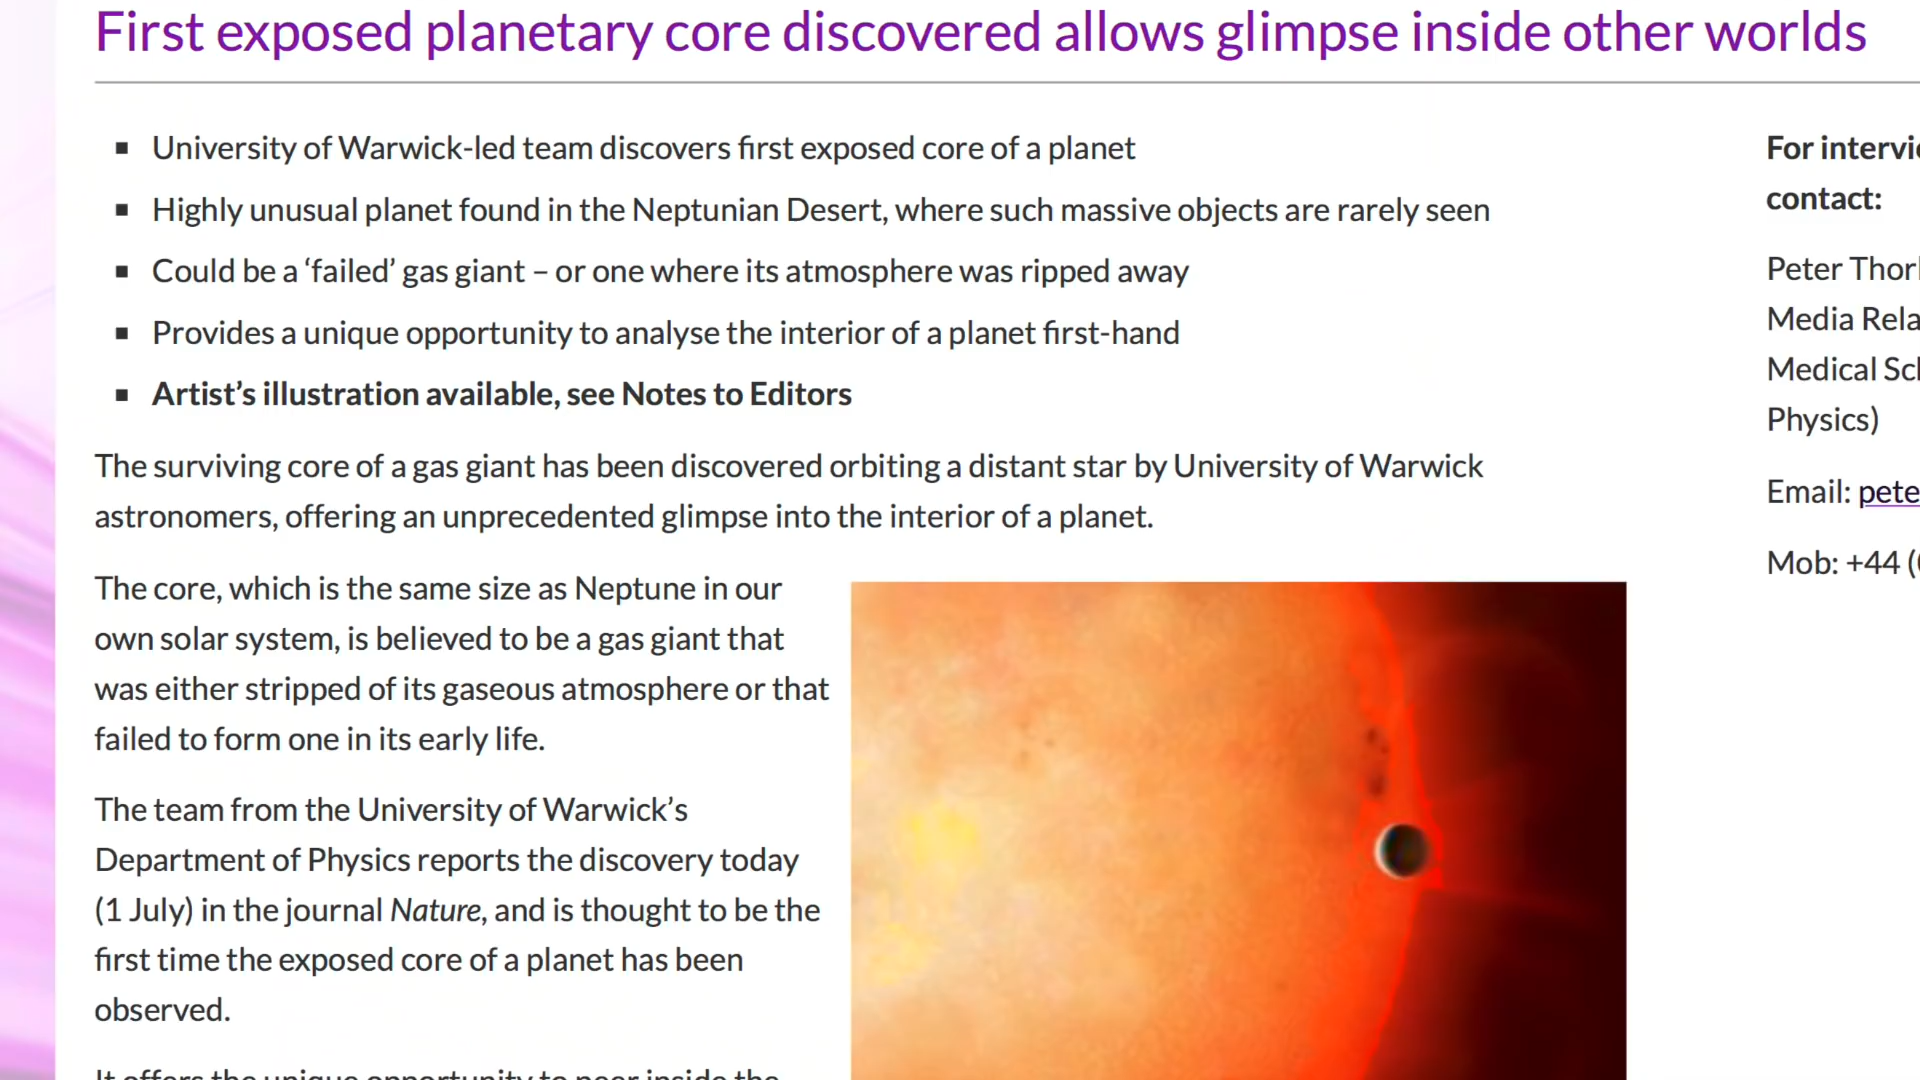 First exposed planetary core discovered allows glimpse inside other worlds
University of Warwick-led team discovers first exposed core of a planet
Highly unusual planet found in the Neptunian Desert, where such massive objects are rarely seen
Could be a ‘failed’ gas giant – or one where its atmosphere was ripped away
Provides a unique opportunity to analyse the interior of a planet first-hand
Artist’s illustration available, see Notes to Editors
The surviving core of a gas giant has been discovered orbiting a distant star by University of Warwick
astronomers, offering an unprecedented glimpse into the interior of a planet.
The core, which is the same size as Neptune in our
own solar system, is believed to be a gas giant that
was either stripped of its gaseous atmosphere or that
failed to form one in its early life.
The team from the University of Warwick’s
Department of Physics reports the discovery today
(1 July) in the journal Nature, and is thought to be the
first time the exposed core of a planet has been
observed.
It offers the unique opportunity to peer inside the
For
contact:
Peter
Media
Medical
Physics)
Email:
Mob: +44